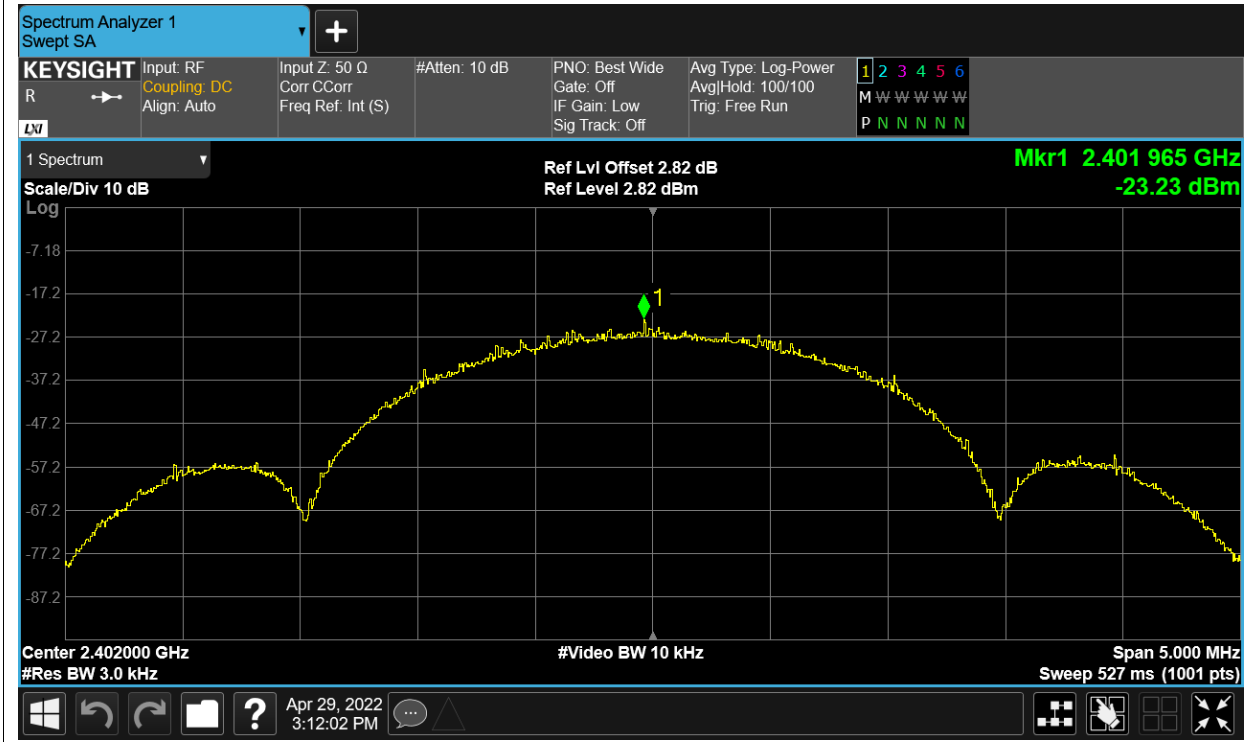 Spectrum Analyzer 1
Swept SA
+
KEYSIGHT Input: RF Input Z: 50 Ω #Atten: 10 dB PNO: Best Wide Avg Type: Log-Power 1 2 3 4 5 6
R Coupling: DC Corr CCorr Gate: Off Avg|Hold: 100/100 M W W W W W W
Align: Auto Freq Ref: Int (S) IF Gain: Low Trig: Free Run P N N N N N N
LXI Sig Track: Off
1 Spectrum Ref Lvl Offset 2.82 dB Mkr1 2.401 965 GHz
Scale/Div 10 dB Ref Level 2.82 dBm -23.23 dBm
Log
-7.18
-17.2
1
-27.2
-37.2
-47.2
-57.2
-67.2
-77.2
-87.2
Center 2.402000 GHz #Video BW 10 kHz Span 5.000 MHz
#Res BW 3.0 kHz Sweep 527 ms (1001 pts)
? Apr 29, 2022
3:12:02 PM